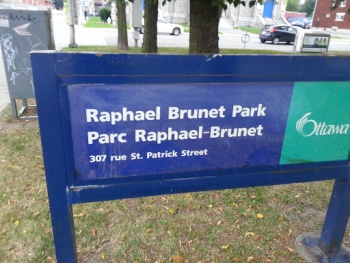 Raphael Brunet Park
Parc Raphael-Brunet
307 rue St. Patrick Street
Ottawa